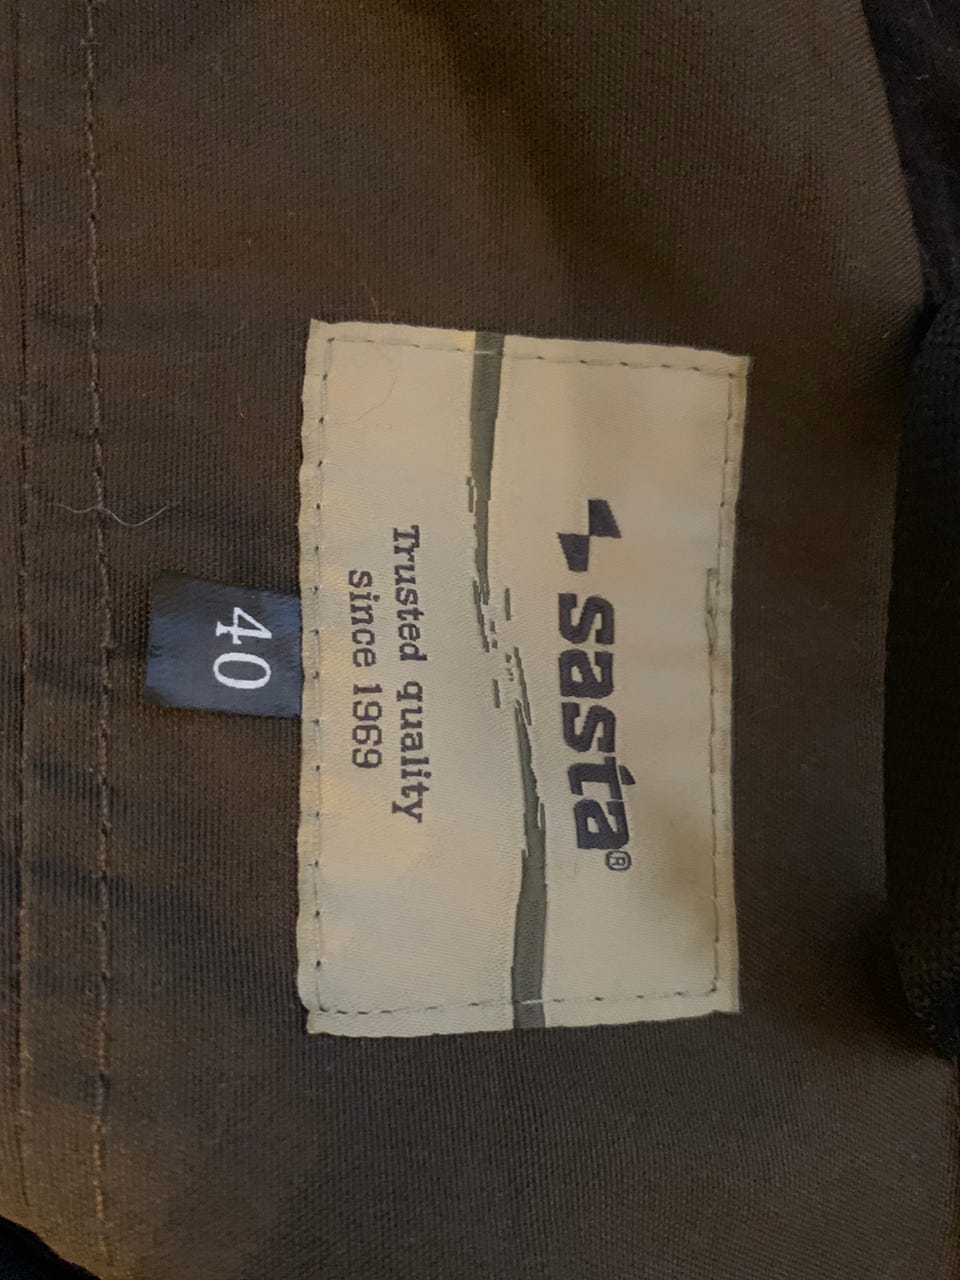 sasta®
Trusted quality
since 1969
40